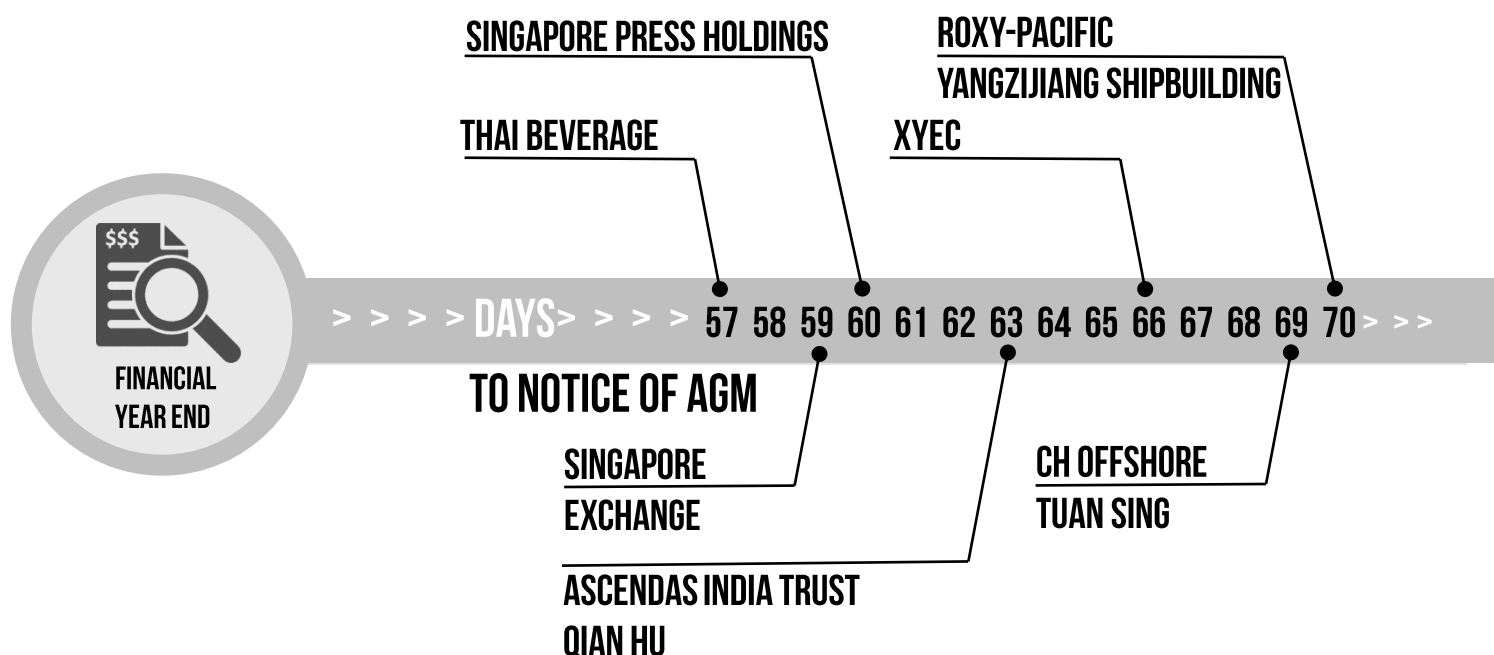 SINGAPORE PRESS HOLDINGS
ROXY-PACIFIC
YANGZIJIANG SHIPBUILDING
THAI BEVERAGE
XYEC
$$$
FINANCIAL
YEAR END
> > > > DAYS> > > > 57 58 59 60 61 62 63 64 65 66 67 68 69 70 > > >
TO NOTICE OF AGM
SINGAPORE
EXCHANGE
CH OFFSHORE
TUAN SING
ASCENDAS INDIA TRUST
QIAN HU